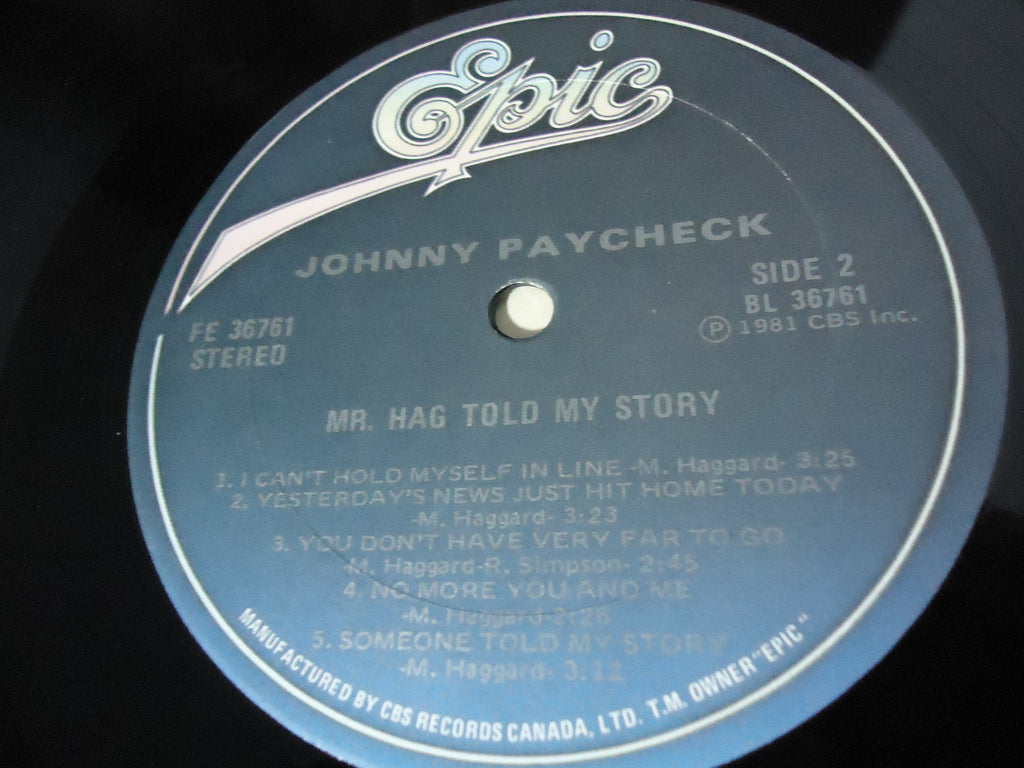 Epic
JOHNNY PAYCHECK
SIDE 2
BL 36761
Ⓟ 1981 CBS Inc.
FE 36761
STEREO
MR. HAG TOLD MY STORY
1. I CAN'T HOLD MYSELF IN LINE -M. Haggard- 3:25
2. YESTERDAY'S NEWS JUST HIT HOME TODAY
-M. Haggard- 3:23
3. YOU DON'T HAVE VERY FAR TO GO
-M. Haggard-R. Simpson- 2:45
4. NO MORE YOU AND ME
-M. Haggard-2:26
5. SOMEONE TOLD MY STORY
-M. Haggard- 3:12
MANUFACTURED BY CBS RECORDS CANADA, LTD. T.M. OWNER "EPIC"